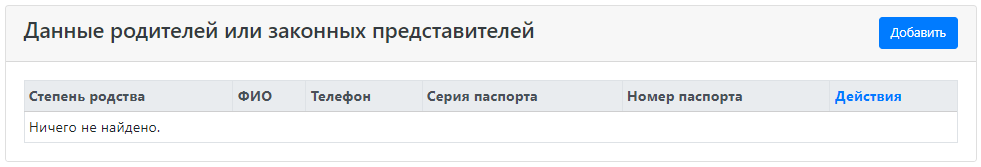 Данные родителей или законных представителей
Добавить
Степень родства ФИО Телефон Серия паспорта Номер паспорта Действия
Ничего не найдено.